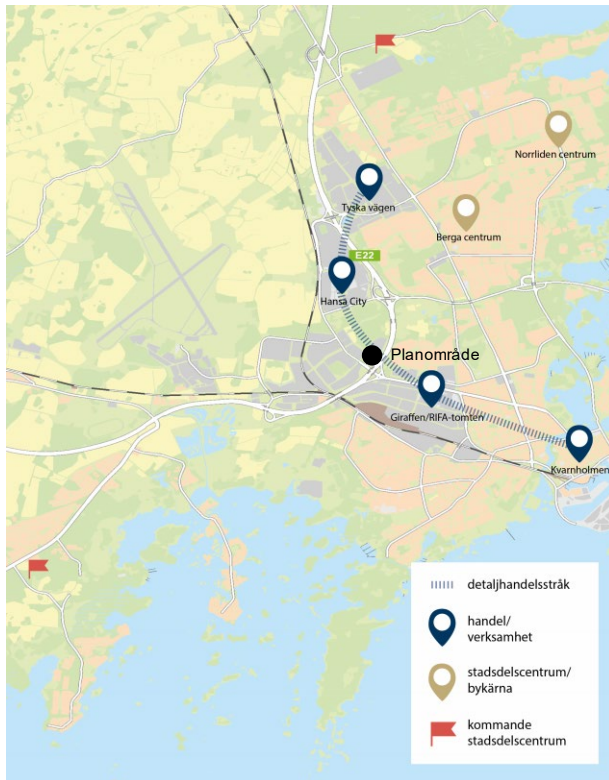 Norrliden centrum
Tyska vägen
Berga centrum
E22
Hansa City
Planområde
Giraffen/RIFA-tomten
Kvarnholmen
detaljhandelsstråk
handel/
verksamhet
stadsdelscentrum/
bykärna
kommande
stadsdelscentrum